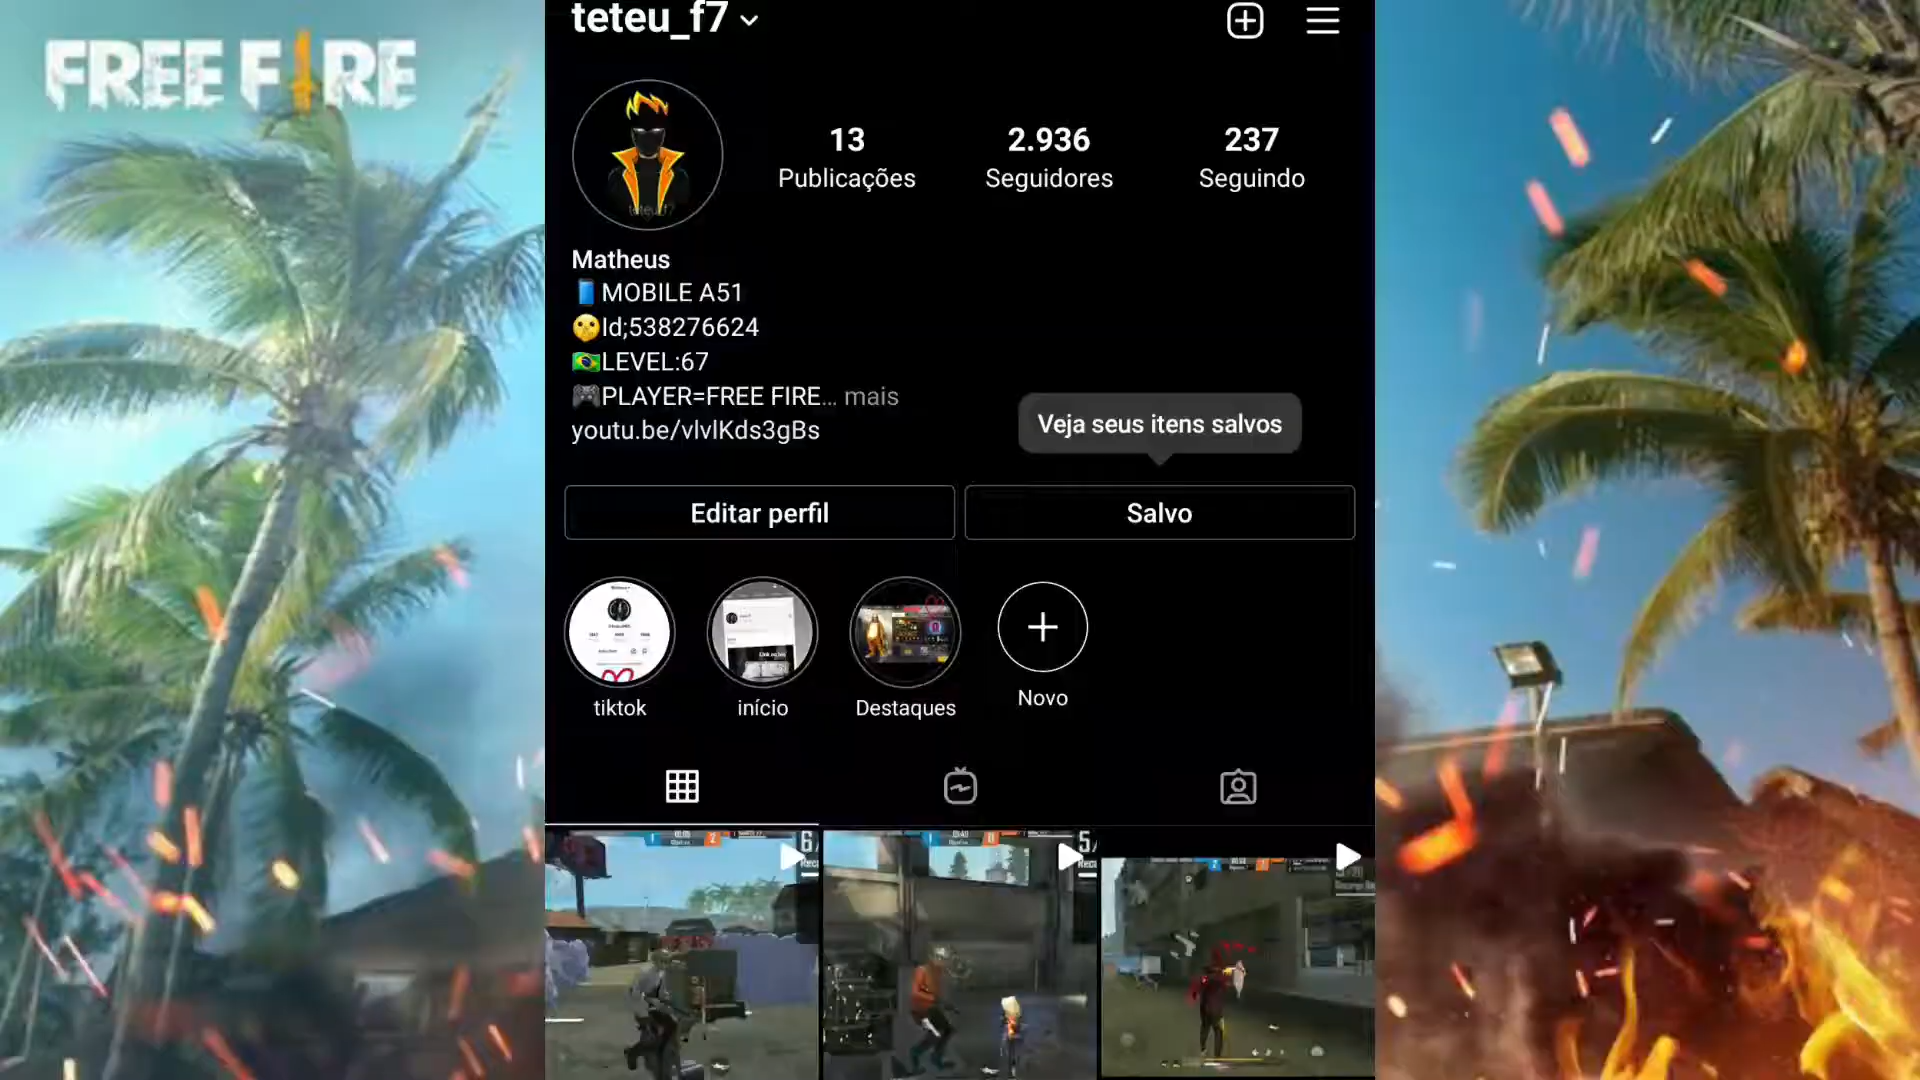 FREE FIRE
teteu_f7
13
Publicações
2.936
Seguidores
237
Seguindo
teteu_f7
Matheus
MOBILE A51
Id;538276624
LEVEL:67
PLAYER=FREE FIRE... mais
youtu.be/vlvlKds3gBs
Veja seus itens salvos
Editar perfil
Salvo
tiktok
início
Destaques
Novo